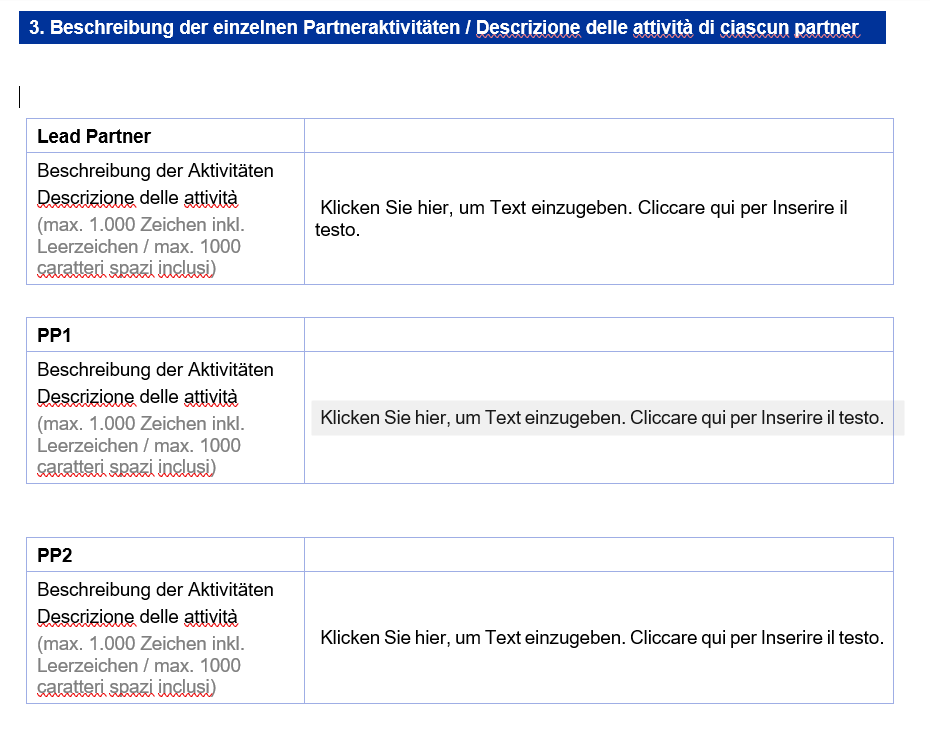 3. Beschreibung der einzelnen Partneraktivitäten / Descrizione delle attività di ciascun partner
Lead Partner
Beschreibung der Aktivitäten
Descrizione delle attività
(max. 1.000 Zeichen inkl.
Leerzeichen / max. 1000
caratteri spazi inclusi)
Klicken Sie hier, um Text einzugeben. Cliccare qui per Inserire il
testo.
PP1
Beschreibung der Aktivitäten
Descrizione delle attività
(max. 1.000 Zeichen inkl.
Leerzeichen / max. 1000
caratteri spazi inclusi)
Klicken Sie hier, um Text einzugeben. Cliccare qui per Inserire il testo.
PP2
Beschreibung der Aktivitäten
Descrizione delle attività
(max. 1.000 Zeichen inkl.
Leerzeichen / max. 1000
caratteri spazi inclusi)
Klicken Sie hier, um Text einzugeben. Cliccare qui per Inserire il testo.